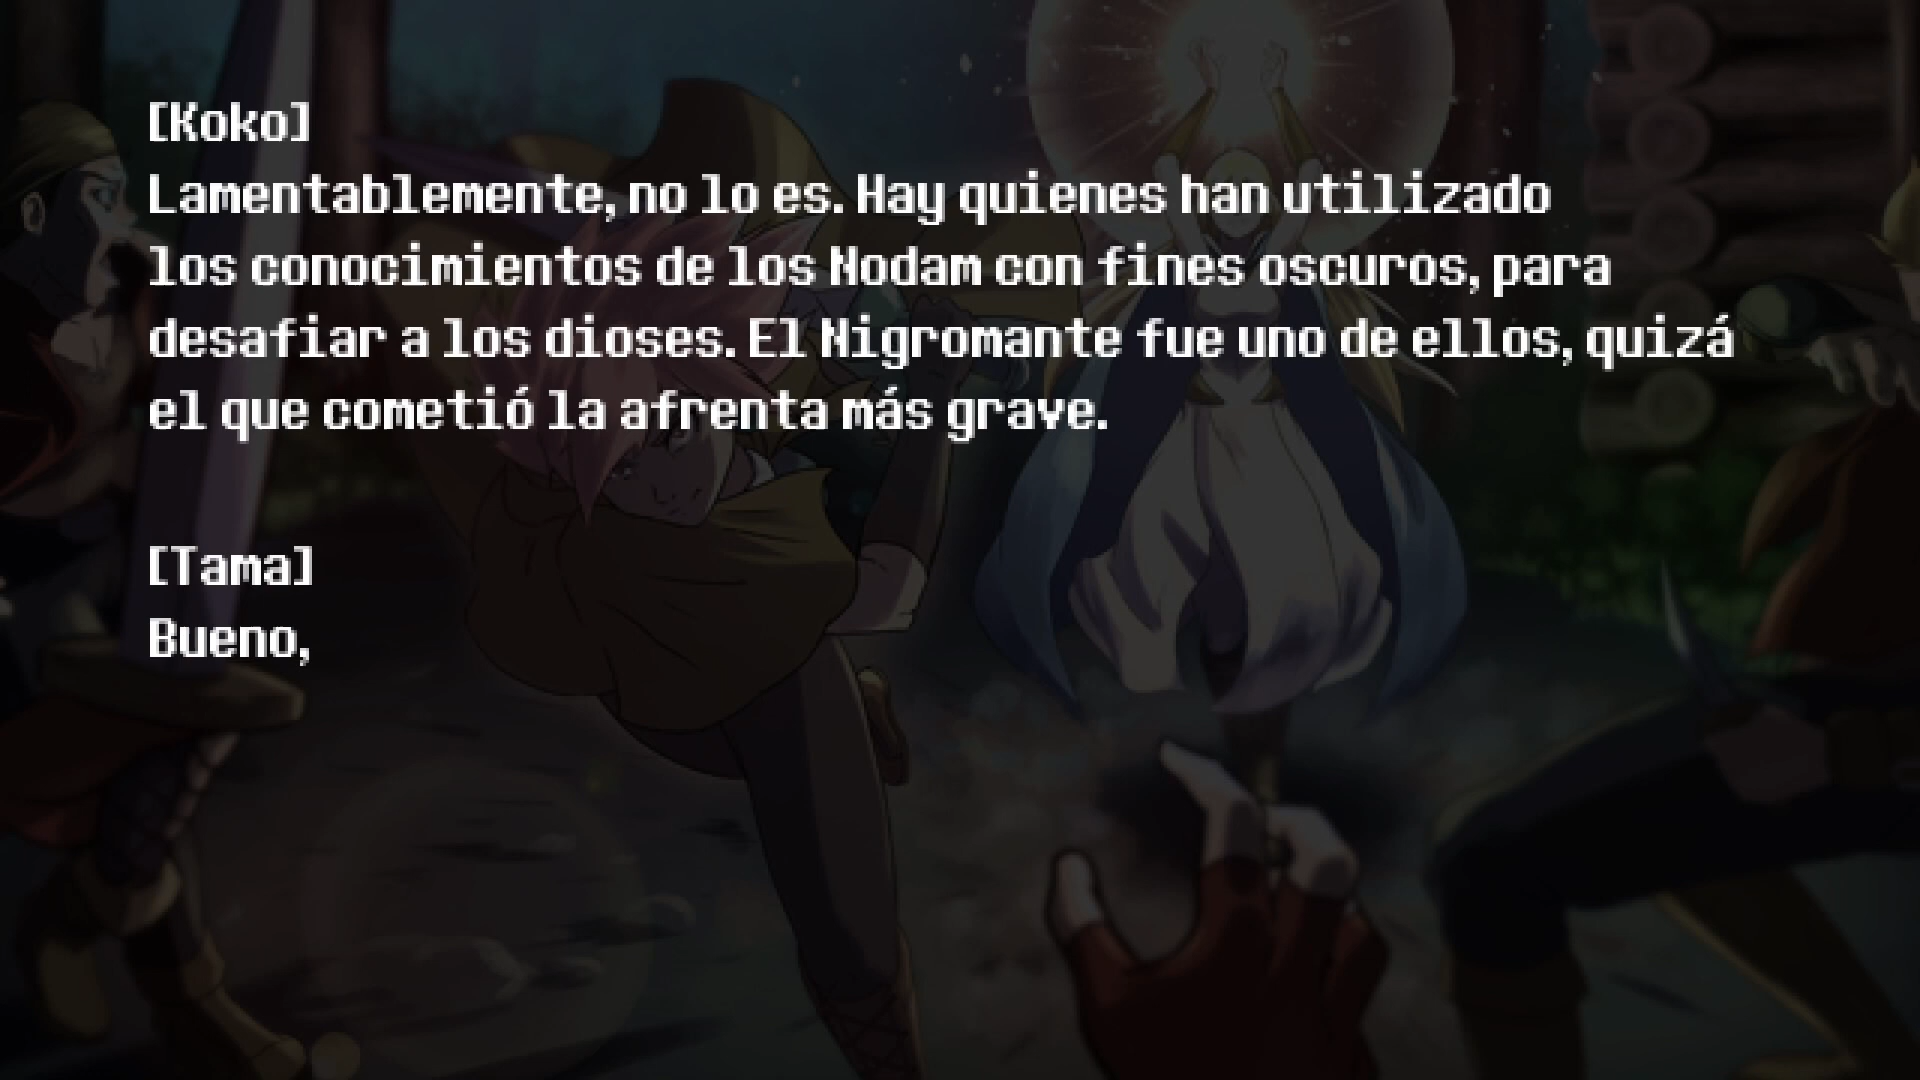 [Koko]
Lamentablemente, no lo es. Hay quienes han utilizado
los conocimientos de los Nodam con fines oscuros, para
desafiar a los dioses. El Nigromante fue uno de ellos, quizá
el que cometió la afrenta más grave.
[Tama]
Bueno,